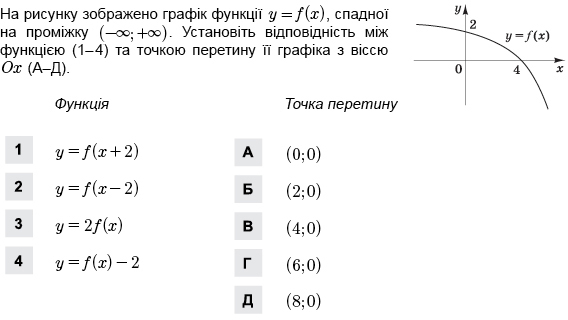 На рисунку зображено графік функції y = f(x), спадної
на проміжку (−∞; +∞). Установіть відповідність між
функцією (1–4) та точкою перетину її графіка з віссю
Ox (А–Д).
y
2
y = f(x)
0
4
x
Функція Точка перетину
1 y = f(x + 2) А (0; 0)
2 y = f(x − 2) Б (2; 0)
3 y = 2f(x) В (4; 0)
4 y = f(x) − 2 Г (6; 0)
Д (8; 0)